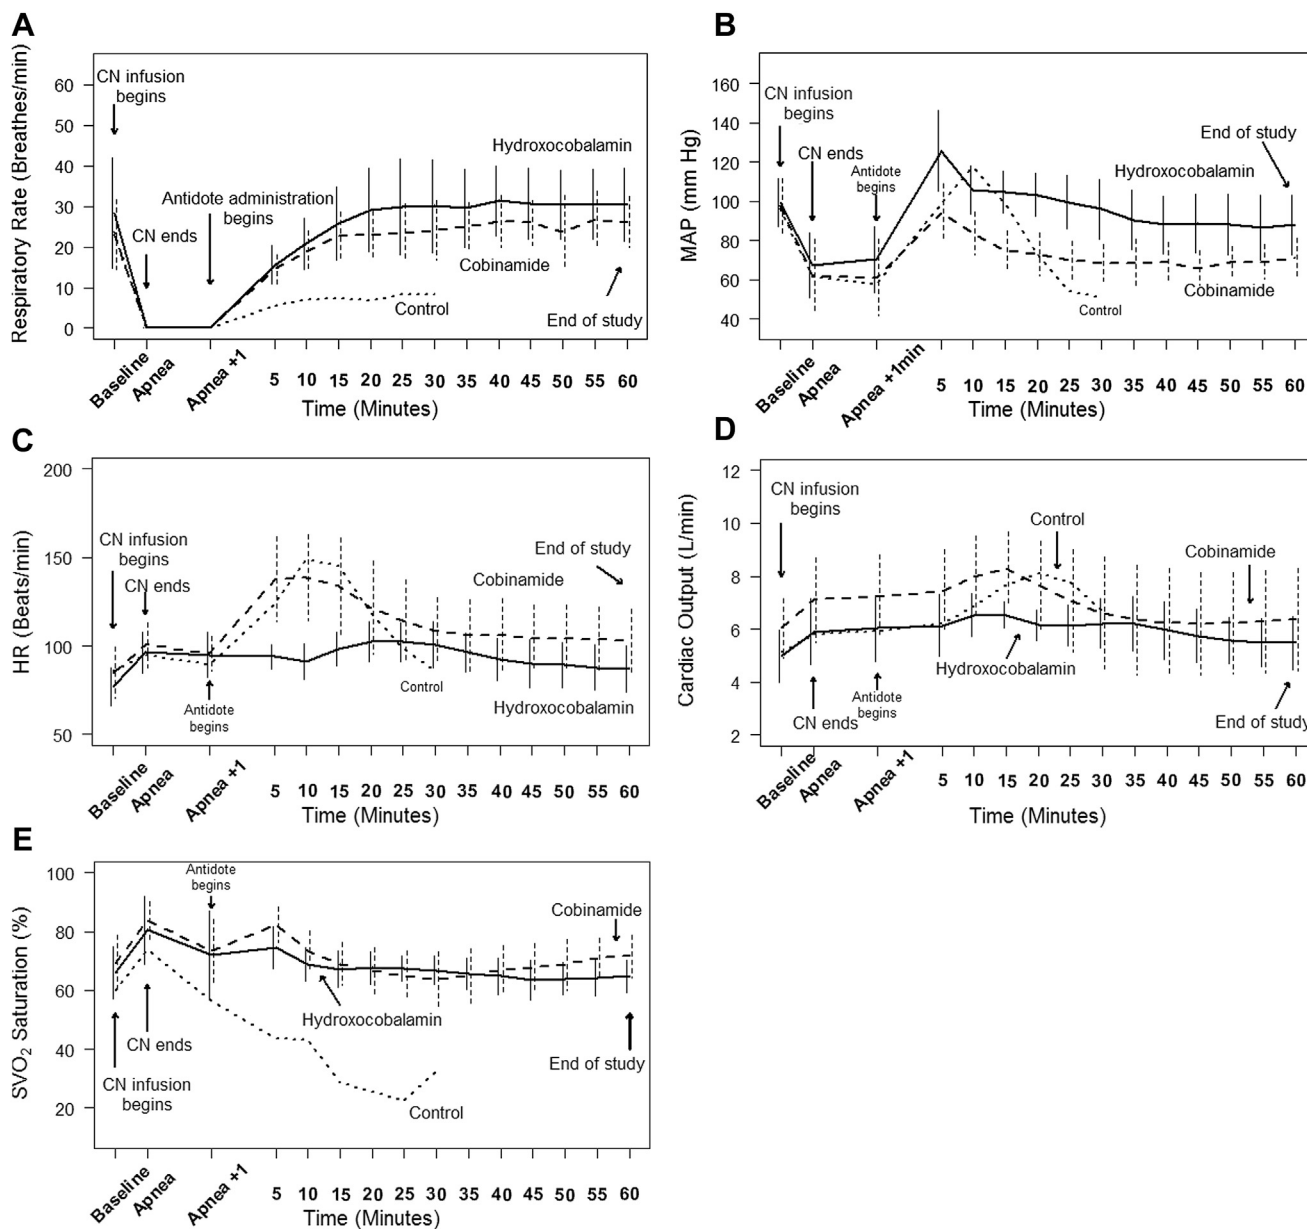 A
Respiratory Rate (Breathes/min)
60
50
40
30
20
10
0
CN infusion
begins
CN ends
Antidote administration
begins
Hydroxocobalamin
Cobinamide
Control
End of study
Baseline
Apnea
Apnea +1
5 10 15 20 25 30 35 40 45 50 55 60
Time (Minutes)
B
MAP (mm Hg)
160
140
120
100
80
60
40
CN infusion
begins
CN ends
Antidote
begins
End of study
Hydroxocobalamin
Cobinamide
Control
Baseline
Apnea
Apnea +1min
5 10 15 20 25 30 35 40 45 50 55 60
Time (Minutes)
C
HR (Beats/min)
200
150
100
50
CN infusion
begins
CN ends
Antidote
begins
End of study
Cobinamide
Control
Hydroxocobalamin
Baseline
Apnea
Apnea +1
5 10 15 20 25 30 35 40 45 50 55 60
Time (Minutes)
D
Cardiac Output (L/min)
12
10
8
6
4
2
CN infusion
begins
Control
Cobinamide
Hydroxocobalamin
CN ends
Antidote
begins
End of study
Baseline
Apnea
Apnea +1
5 10 15 20 25 30 35 40 45 50 55 60
Time (Minutes)
E
SVO₂ Saturation (%)
100
80
60
40
20
Antidote
begins
Cobinamide
Hydroxocobalamin
CN ends
CN infusion
begins
End of study
Control
Baseline
Apnea
Apnea +1
5 10 15 20 25 30 35 40 45 50 55 60
Time (Minutes)